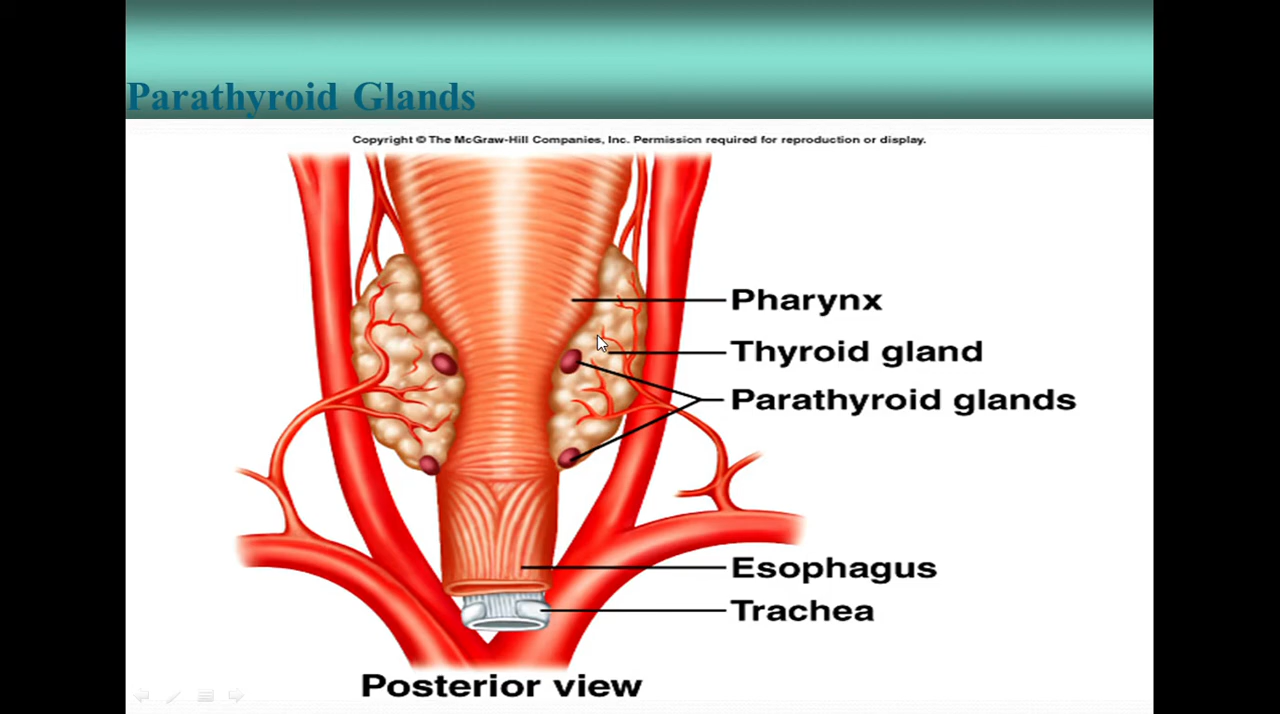 Parathyroid Glands
Copyright © The McGraw-Hill Companies, Inc. Permission required for reproduction or display.
Pharynx
Thyroid gland
Parathyroid glands
Esophagus
Trachea
Posterior view